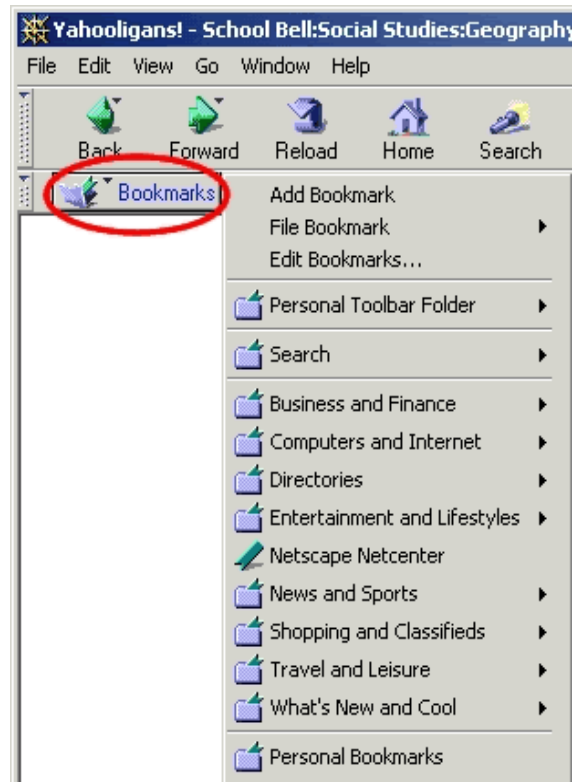 Yahooligans! - School Bell:Social Studies:Geography
File Edit View Go Window Help
Back Forward Reload Home Search
Bookmarks
Add Bookmark
File Bookmark
Edit Bookmarks...
Personal Toolbar Folder
Search
Business and Finance
Computers and Internet
Directories
Entertainment and Lifestyles
Netscape Netcenter
News and Sports
Shopping and Classifieds
Travel and Leisure
What's New and Cool
Personal Bookmarks